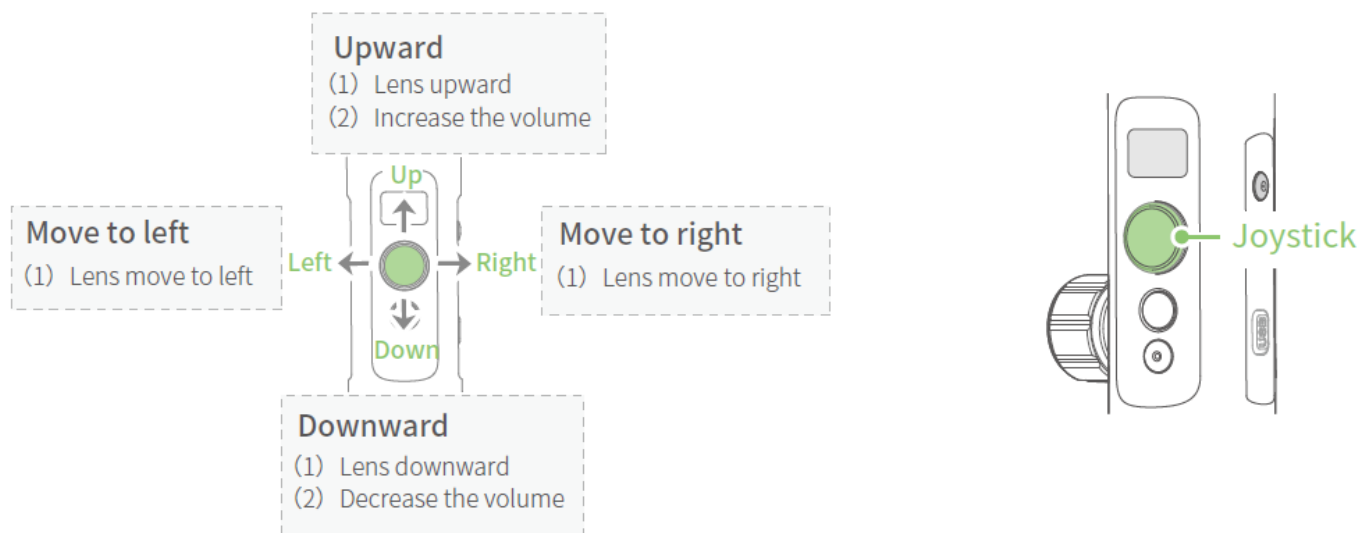 Upward
(1) Lens upward
(2) Increase the volume
Up
Move to left
(1) Lens move to left
Left
Right
Move to right
(1) Lens move to right
Down
Downward
(1) Lens downward
(2) Decrease the volume
Joystick
USB